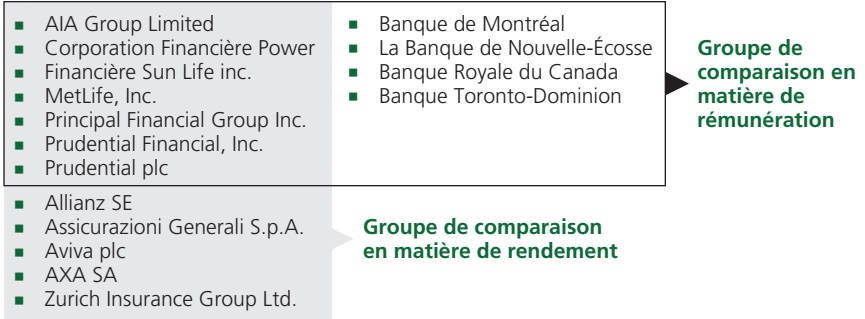 AIA Group Limited
Corporation Financière Power
Financière Sun Life inc.
MetLife, Inc.
Principal Financial Group Inc.
Prudential Financial, Inc.
Prudential plc
Banque de Montréal
La Banque de Nouvelle-Écosse
Banque Royale du Canada
Banque Toronto-Dominion
Groupe de
comparaison en
matière de
rémunération
Allianz SE
Assicurazioni Generali S.p.A.
Aviva plc
AXA SA
Zurich Insurance Group Ltd.
Groupe de comparaison
en matière de rendement